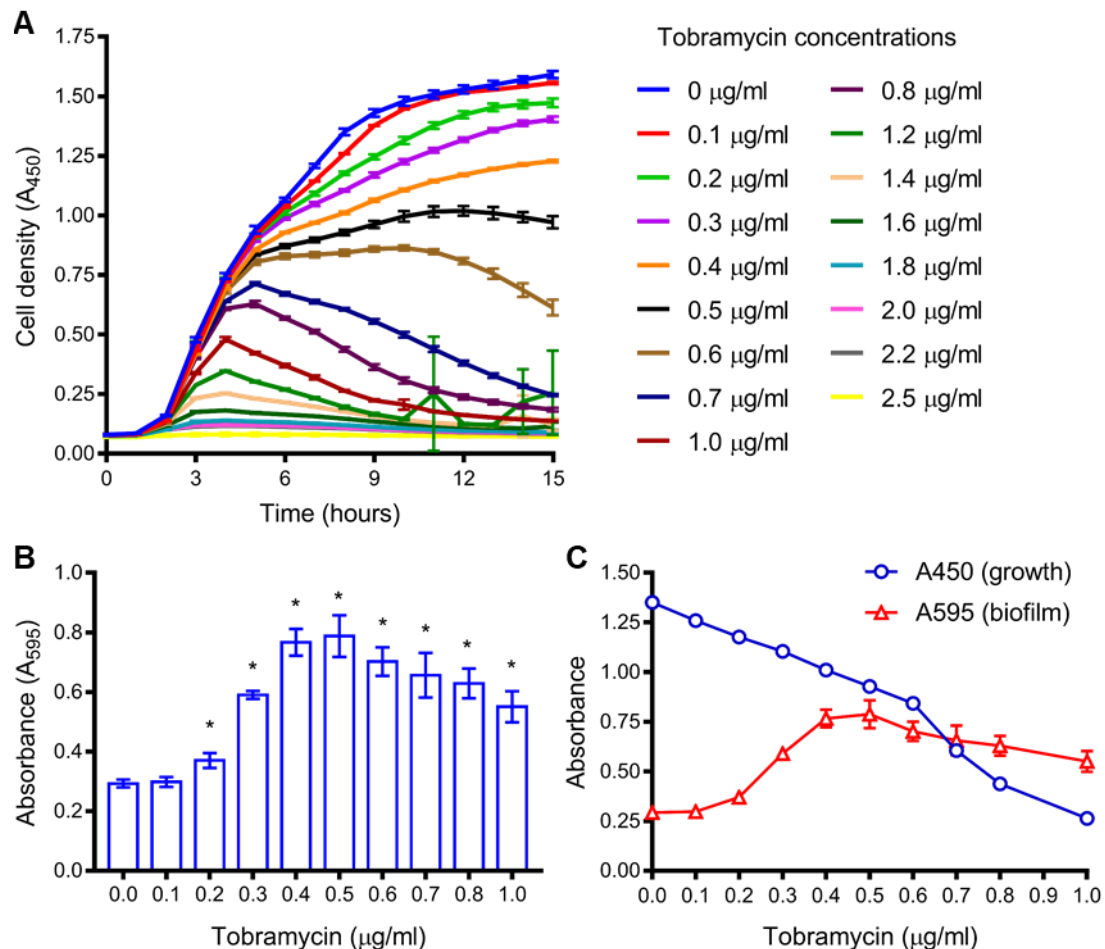 A
1.75
1.50
1.25
1.00
0.75
0.50
0.25
0.00
Cell density (A450)
0 3 6 9 12 15
Time (hours)
Tobramycin concentrations
0 μg/ml
0.1 μg/ml
0.2 μg/ml
0.3 μg/ml
0.4 μg/ml
0.5 μg/ml
0.6 μg/ml
0.7 μg/ml
1.0 μg/ml
0.8 μg/ml
1.2 μg/ml
1.4 μg/ml
1.6 μg/ml
1.8 μg/ml
2.0 μg/ml
2.2 μg/ml
2.5 μg/ml
B
1.0
0.8
0.6
0.4
0.2
0.0
Absorbance (A595)
* * * * * * * *
0.0 0.1 0.2 0.3 0.4 0.5 0.6 0.7 0.8 1.0
Tobramycin (μg/ml)
C
A450 (growth)
A595 (biofilm)
1.50
1.25
1.00
0.75
0.50
0.25
0.00
Absorbance
0.0 0.1 0.2 0.3 0.4 0.5 0.6 0.7 0.8 0.9 1.0
Tobramycin (μg/ml)